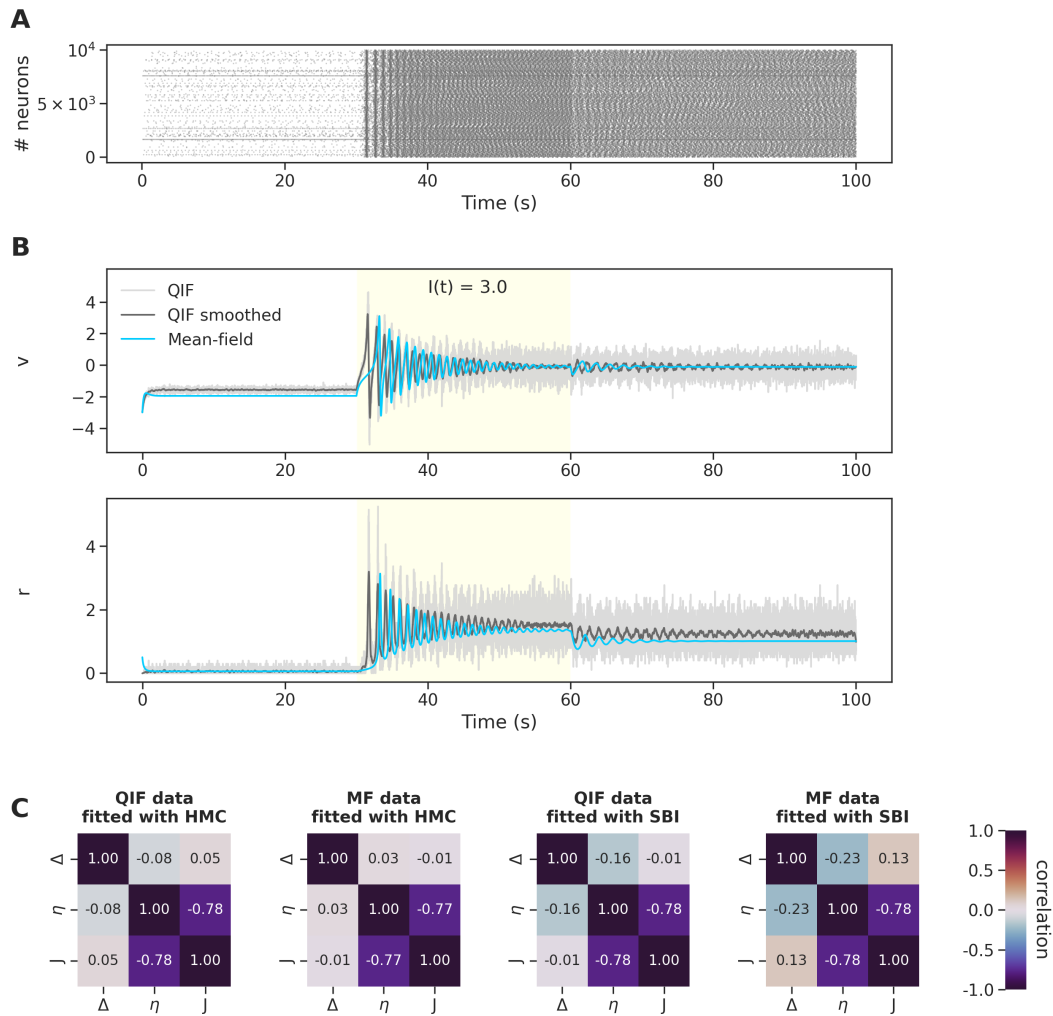 A
10⁴
5 × 10³
0
# neurons
0 20 40 60 80 100
Time (s)
B
I(t) = 3.0
QIF
QIF smoothed
Mean-field
4
2
0
−2
−4
v
0 20 40 60 80 100
4
2
0
r
0 20 40 60 80 100
Time (s)
C
QIF data
fitted with HMC
Δ 1.00 -0.08 0.05
η -0.08 1.00 -0.78
J 0.05 -0.78 1.00
Δ η J
MF data
fitted with HMC
Δ 1.00 0.03 -0.01
η 0.03 1.00 -0.77
J -0.01 -0.77 1.00
Δ η J
QIF data
fitted with SBI
Δ 1.00 -0.16 -0.01
η -0.16 1.00 -0.78
J -0.01 -0.78 1.00
Δ η J
MF data
fitted with SBI
Δ 1.00 -0.23 0.13
η -0.23 1.00 -0.78
J 0.13 -0.78 1.00
Δ η J
1.0
0.5
0.0
-0.5
-1.0
correlation